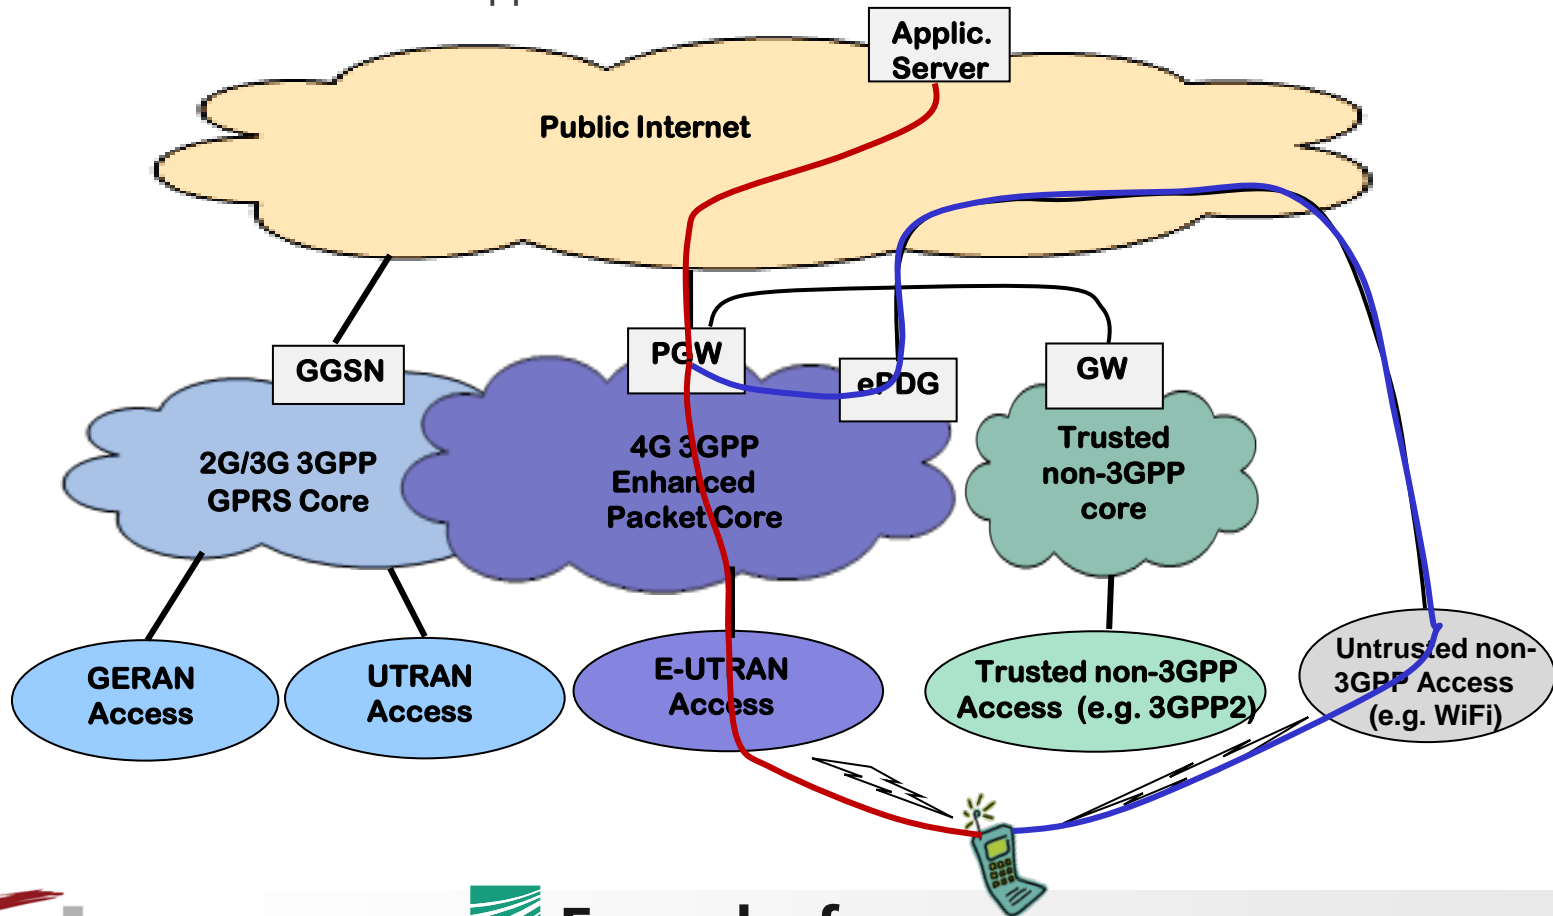 Applic.
Server
Public Internet
GGSN
PGW
ePDG
GW
2G/3G 3GPP
GPRS Core
4G 3GPP
Enhanced
Packet Core
Trusted
non-3GPP
core
GERAN
Access
UTRAN
Access
E-UTRAN
Access
Trusted non-3GPP
Access (e.g. 3GPP2)
Untrusted non-
3GPP Access
(e.g. WiFi)